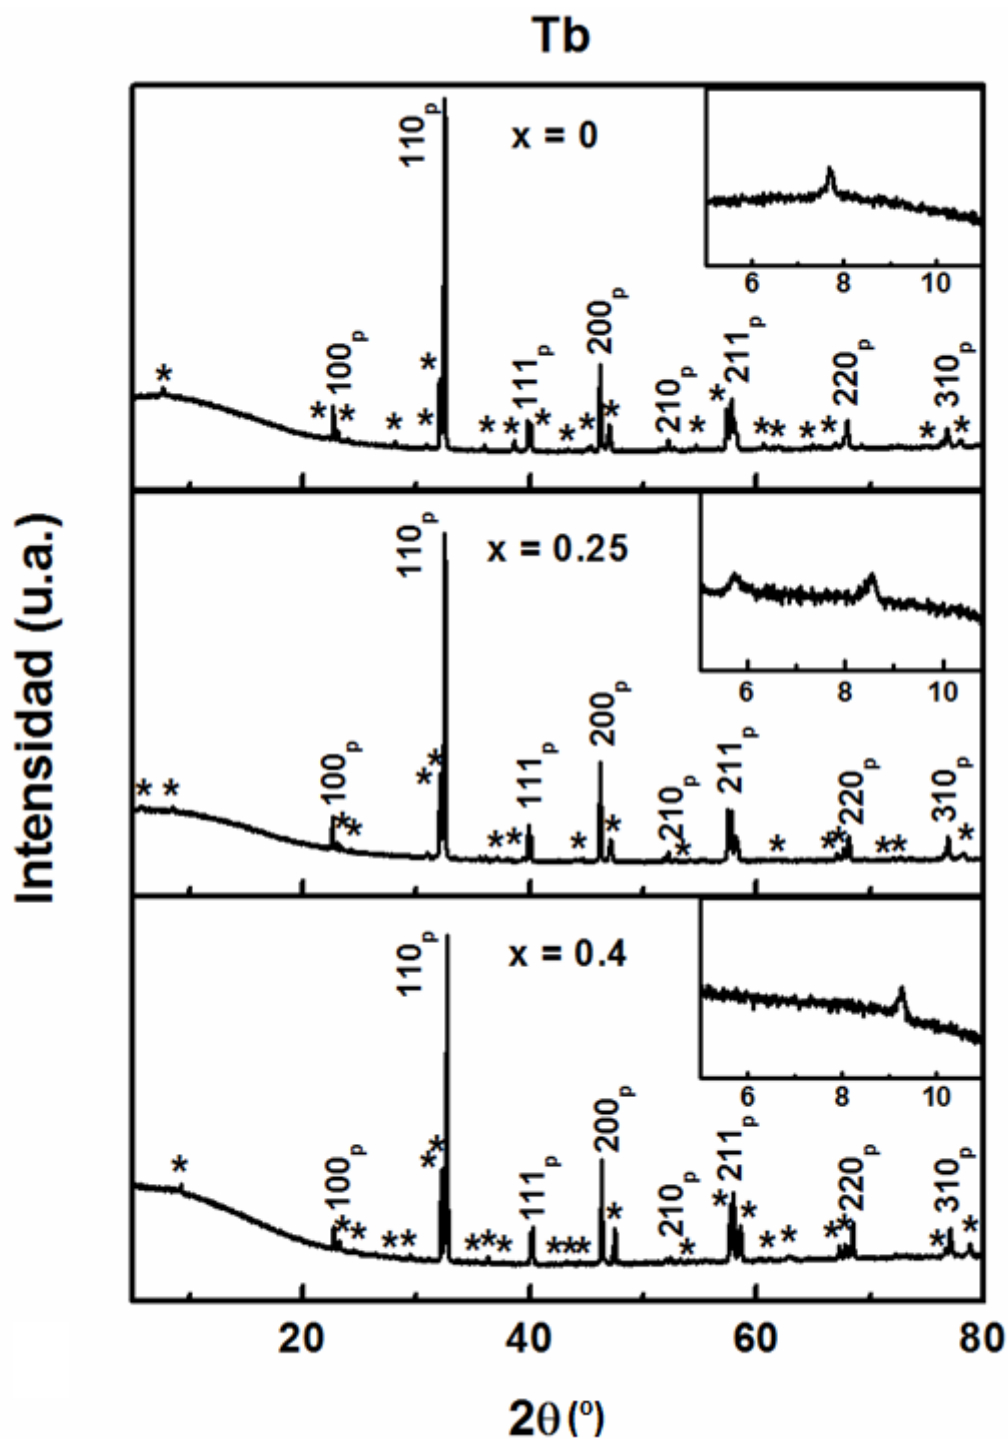 Tb
x = 0
110p
* 100p * * * * * * 111p * * * 200p * 210p * * 211p * * * * 220p * 310p *
6 8 10
x = 0.25
110p
* * 100p * * * * * * 111p * 200p * 210p * 211p * * * 220p * * 310p *
6 8 10
x = 0.4
110p
* 100p * * * * * * * * * 111p * * * 200p * 210p * * 211p * * * * * 220p * 310p *
6 8 10
Intensidad (u.a.)
20 40 60 80
2θ (º)